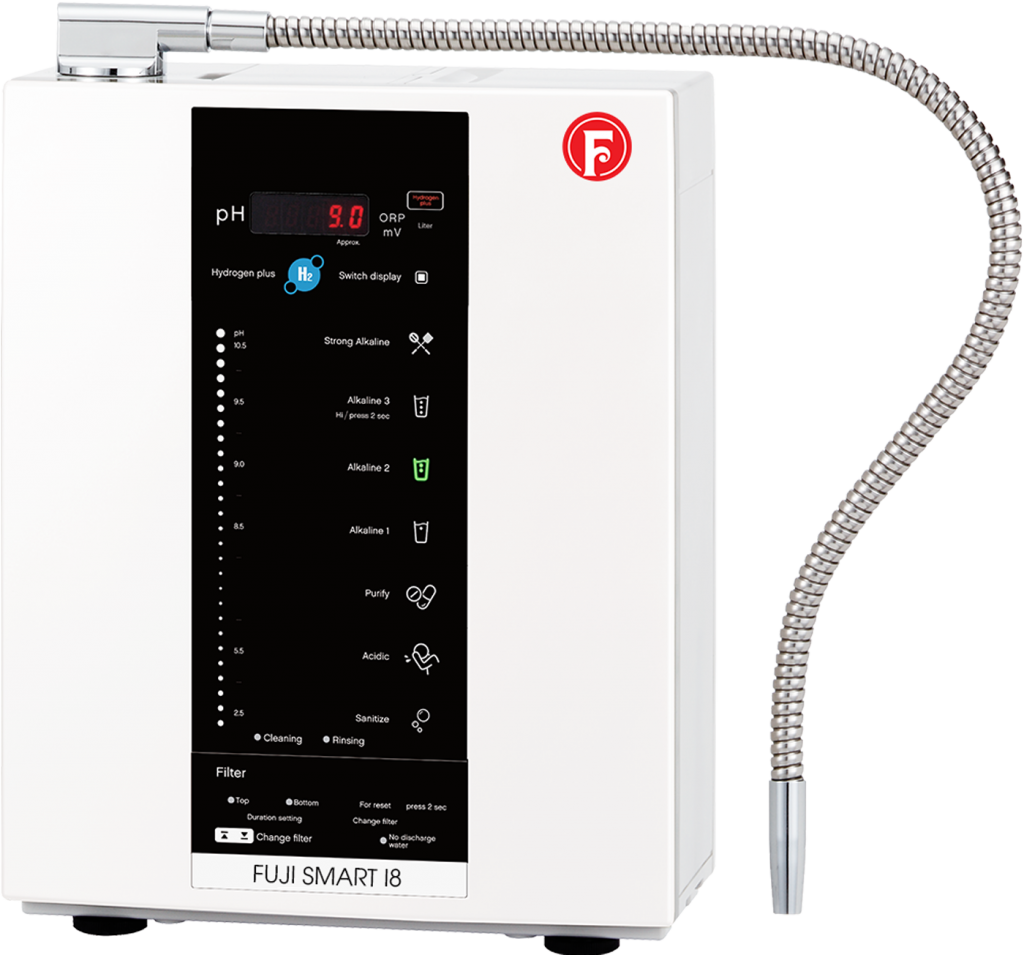 F
pH 9.0 ORP mV
Approx.
Hydrogen plus
Liter
Hydrogen plus H2 Switch display
pH
10.5
Strong Alkaline
9.5
Alkaline 3
Hi / press 2 sec
9.0
Alkaline 2
8.5
Alkaline 1
Purify
5.5
Acidic
2.5
Sanitize
Cleaning Rinsing
Filter
Top Bottom For reset press 2 sec
Duration setting Change filter
Change filter No discharge water
FUJI SMART I8